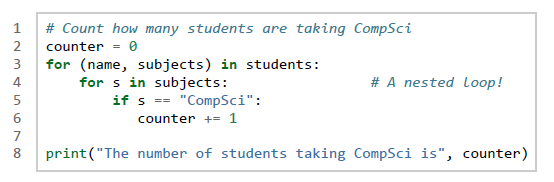 1 # Count how many students are taking CompSci
2 counter = 0
3 for (name, subjects) in students:
4     for s in subjects:                 # A nested loop!
5         if s == "CompSci":
6            counter += 1
7
8 print("The number of students taking CompSci is", counter)